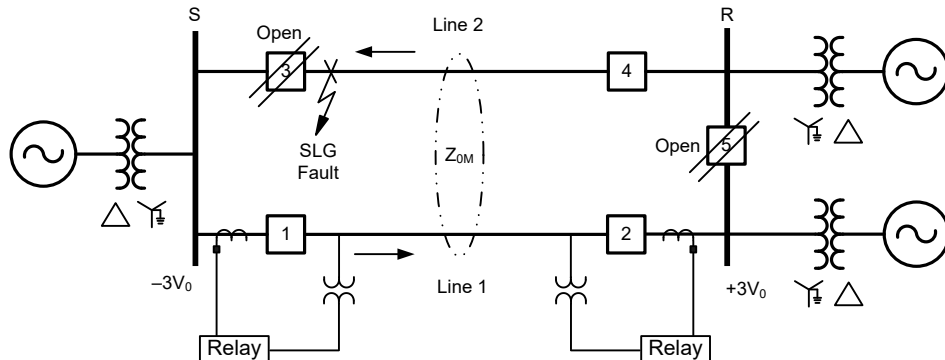 S
Line 2
R
Open
3
4
SLG
Fault
Z0M
Open
5
1
2
–3V0
Line 1
+3V0
Relay
Relay